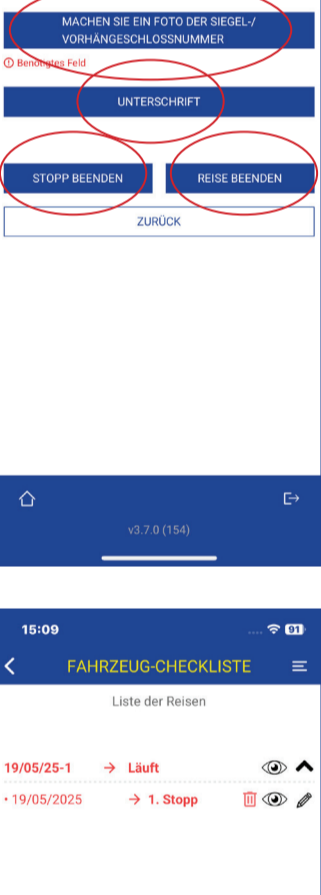 MACHEN SIE EIN FOTO DER SIEGEL-/
VORHÄNGESCHLOSSNUMMER
Benötigtes Feld
UNTERSCHRIFT
STOPP BEENDEN
REISE BEENDEN
ZURÜCK
v3.7.0 (154)
15:09
91
FAHRZEUG-CHECKLISTE
Liste der Reisen
19/05/25-1 → Läuft
• 19/05/2025 → 1. Stopp